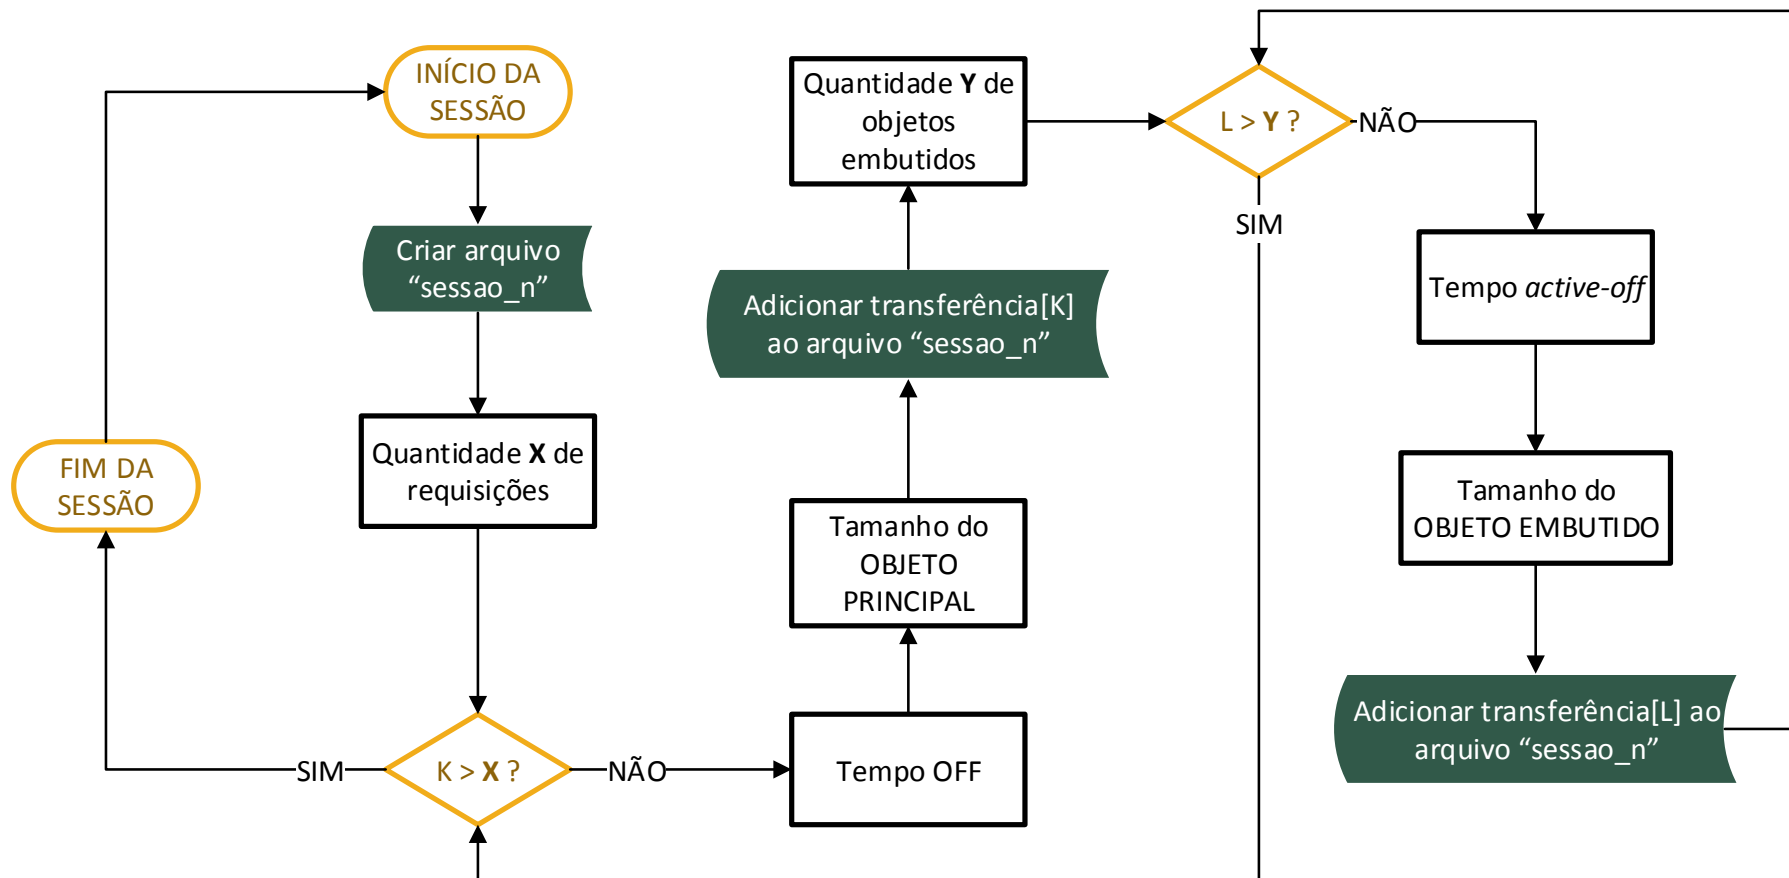 INÍCIO DA
SESSÃO
Criar arquivo
“sessao_n”
Quantidade X de
requisições
FIM DA
SESSÃO
SIM
K > X ?
NÃO
Tempo OFF
Tamanho do
OBJETO
PRINCIPAL
Adicionar transferência[K]
ao arquivo “sessao_n”
Quantidade Y de
objetos
embutidos
L > Y ?
NÃO
SIM
Tempo active-off
Tamanho do
OBJETO EMBUTIDO
Adicionar transferência[L] ao
arquivo “sessao_n”